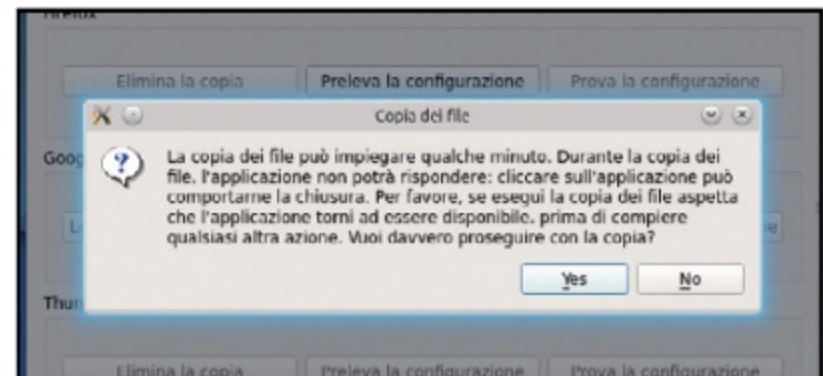 Firefox
Elimina la copia Preleva la configurazione Prova la configurazione
Copia dei file
Goog
La copia dei file può impiegare qualche minuto. Durante la copia dei
file, l'applicazione non potrà rispondere: cliccare sull'applicazione può
comportarne la chiusura. Per favore, se esegui la copia dei file aspetta
che l'applicazione torni ad essere disponibile, prima di compiere
qualsiasi altra azione. Vuoi davvero proseguire con la copia?
Yes No
Thun
Elimina la copia Preleva la configurazione Prova la configurazione